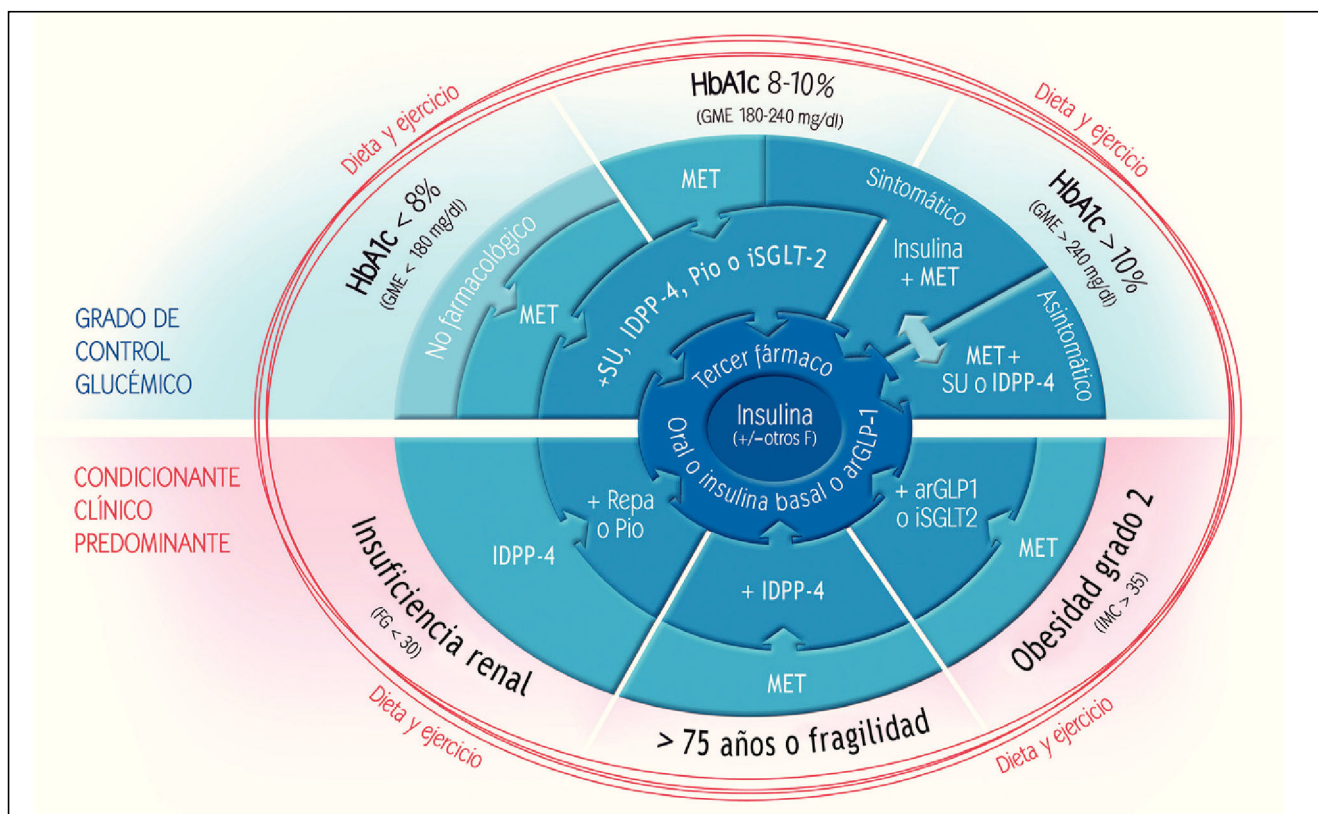 Dieta y ejercicio
HbA1c 8-10%
(GME 180-240 mg/dl)
Dieta y ejercicio
HbA1c < 8%
(GME < 180 mg/dl)
HbA1c >10%
(GME > 240 mg/dl)
GRADO DE
CONTROL
GLUCÉMICO
No farmacológico
MET
MET
+SU, IDPP-4, Pio o iSGLT-2
Sintomático
Insulina
+ MET
Asintomático
MET+
SU o IDPP-4
Tercer fármaco
Insulina
(+/−otros F)
Oral o insulina basal o arGLP-1
CONDICIONANTE
CLÍNICO
PREDOMINANTE
Insuficiencia renal
(FG < 30)
IDPP-4
+ Repa
o Pio
+ IDPP-4
MET
> 75 años o fragilidad
+ arGLP1
o iSGLT2
MET
Obesidad grado 2
(IMC > 35)
Dieta y ejercicio
Dieta y ejercicio